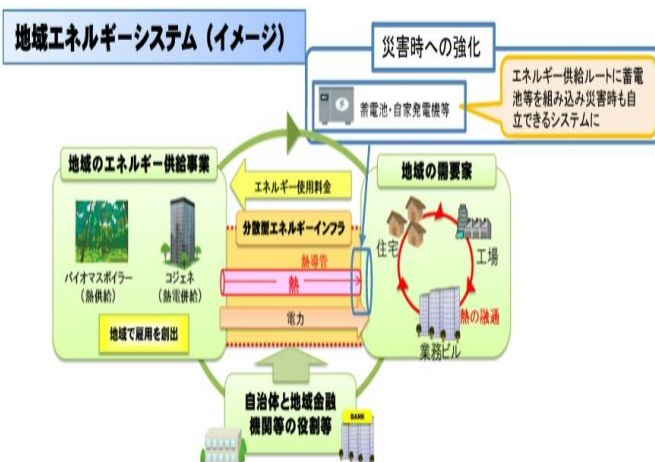 地域エネルギーシステム（イメージ）
災害時への強化
蓄電池・自家発電機等
エネルギー供給ルートに蓄電
池等を組み込み災害時も自
立できるシステムに
地域のエネルギー供給事業
バイオマスボイラー
（熱供給）
コジェネ
（熱電併給）
地域で雇用を創出
エネルギー使用料金
分散型エネルギーインフラ
熱導管
熱
電力
地域の需要家
住宅
工場
熱の融通
業務ビル
自治体と地域金融
機関等の役割等
BANK